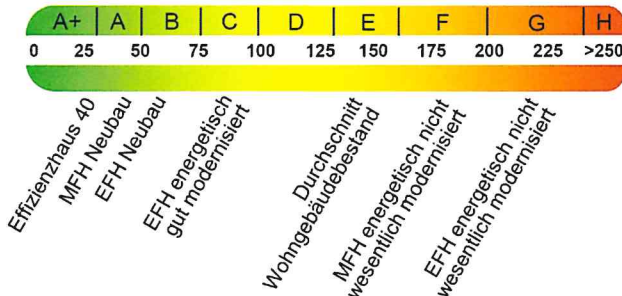 A+ A B C D E F G H
0 25 50 75 100 125 150 175 200 225 >250
Effizienzhaus 40
MFH Neubau
EFH Neubau
EFH energetisch
gut modernisiert
Durchschnitt
Wohngebäudebestand
MFH energetisch nicht
wesentlich modernisiert
EFH energetisch nicht
wesentlich modernisiert